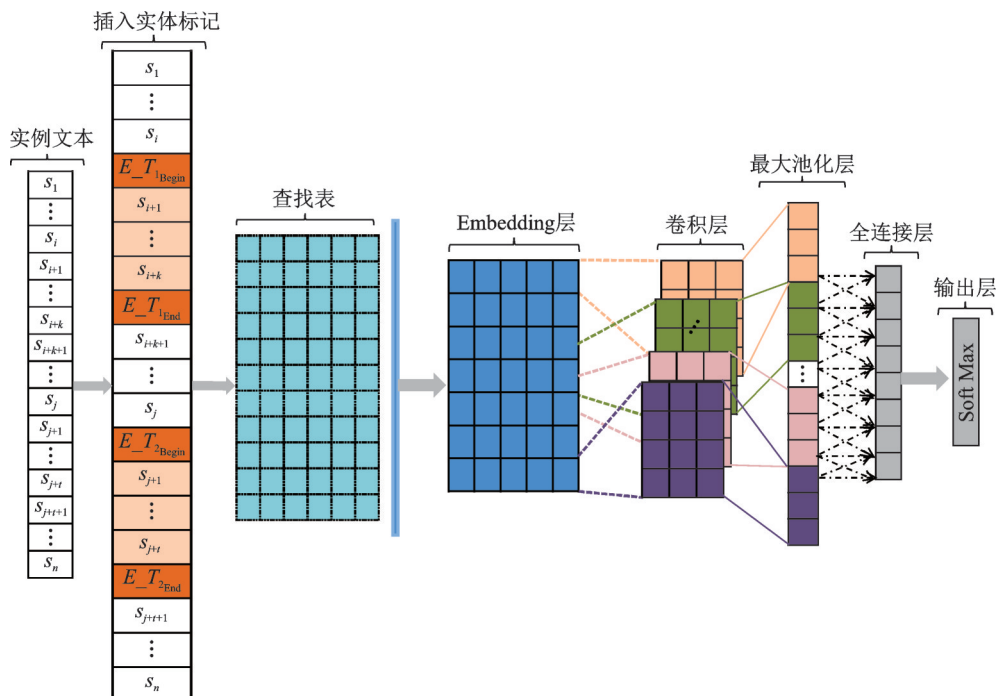 实例文本
s₁
⋮
sᵢ
sᵢ₊₁
⋮
sᵢ₊ₖ
sᵢ₊ₖ₊₁
⋮
sⱼ
sⱼ₊₁
⋮
sⱼ₊ₜ
sⱼ₊ₜ₊₁
⋮
sₙ
插入实体标记
s₁
⋮
sᵢ
E_T₁Begin
sᵢ₊₁
⋮
sᵢ₊ₖ
E_T₁End
sᵢ₊ₖ₊₁
⋮
sⱼ
E_T₂Begin
sⱼ₊₁
⋮
sⱼ₊ₜ
E_T₂End
sⱼ₊ₜ₊₁
⋮
sₙ
查找表
Embedding层
卷积层
最大池化层
⋮
全连接层
输出层
Soft Max